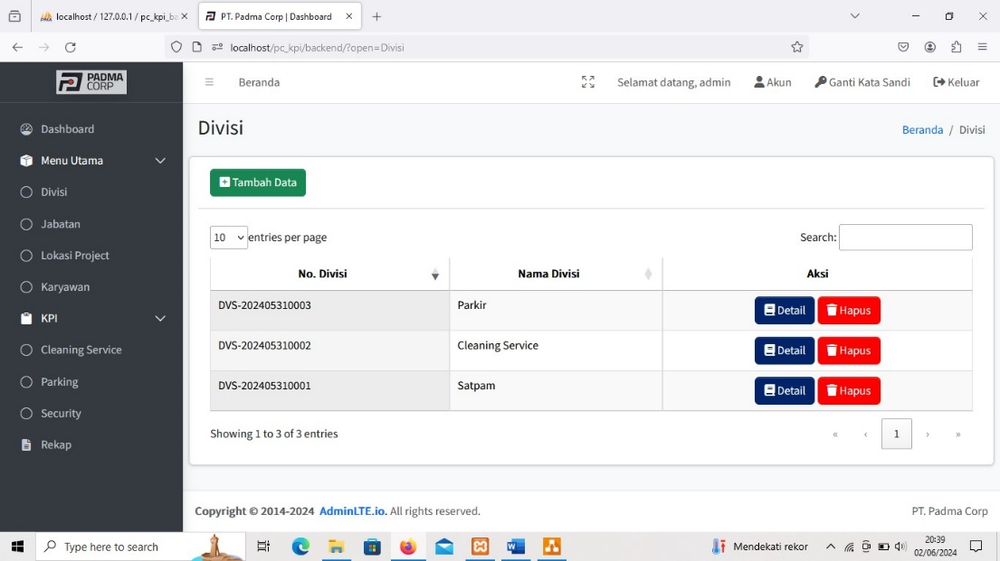 localhost / 127.0.0.1 / pc_kpi_ba
PT. Padma Corp | Dashboard
localhost/pc_kpi/backend/?open=Divisi
PADMA
CORP
Beranda
Selamat datang, admin
Akun
Ganti Kata Sandi
Keluar
Dashboard
Menu Utama
Divisi
Jabatan
Lokasi Project
Karyawan
KPI
Cleaning Service
Parking
Security
Rekap
Divisi
Beranda / Divisi
Tambah Data
10 entries per page
Search:
No. Divisi Nama Divisi Aksi
DVS-202405310003 Parkir Detail Hapus
DVS-202405310002 Cleaning Service Detail Hapus
DVS-202405310001 Satpam Detail Hapus
Showing 1 to 3 of 3 entries
« ‹ 1 › »
Copyright © 2014-2024 AdminLTE.io. All rights reserved.
PT. Padma Corp
Type here to search
Mendekati rekor
20:39
02/06/2024